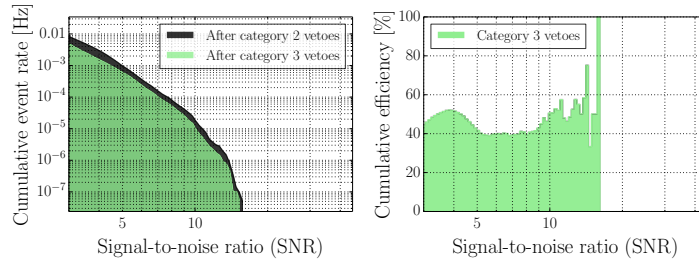 Cumulative event rate [Hz]
0.01
10⁻³
10⁻⁴
10⁻⁵
10⁻⁶
10⁻⁷
After category 2 vetoes
After category 3 vetoes
5
10
Signal-to-noise ratio (SNR)
Cumulative efficiency [%]
100
80
60
40
20
0
Category 3 vetoes
5
10
Signal-to-noise ratio (SNR)